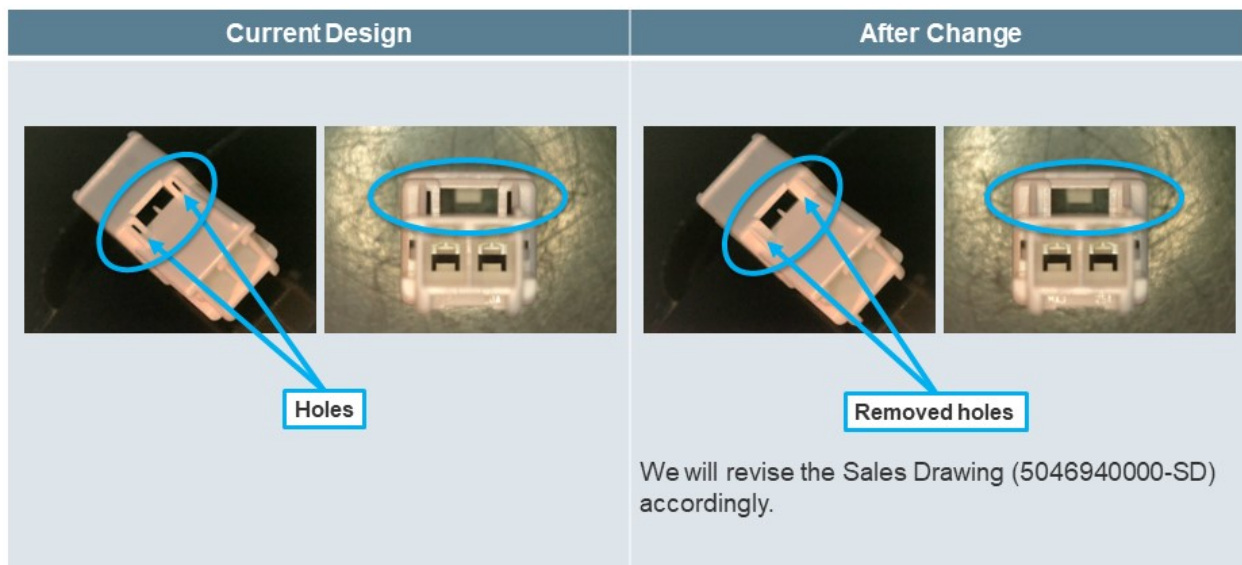 Current Design
After Change
Holes
Removed holes
We will revise the Sales Drawing (5046940000-SD)
accordingly.